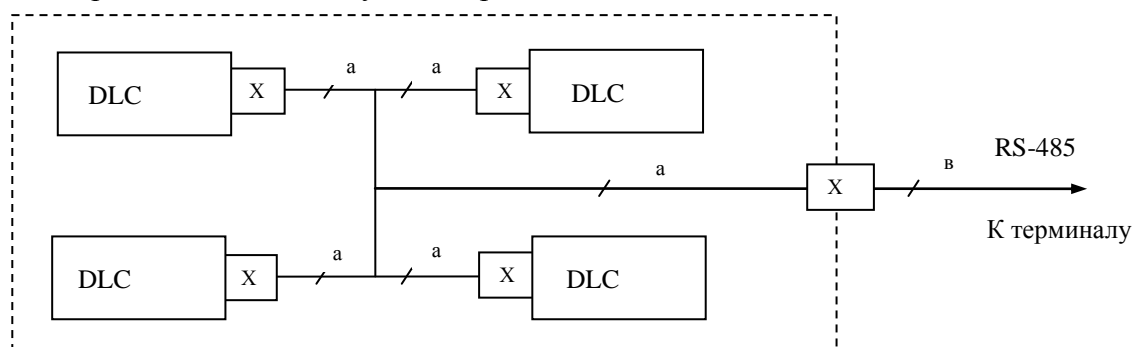 a a
DLC X X DLC
RS-485
a в
X
К терминалу
a a
DLC X X DLC